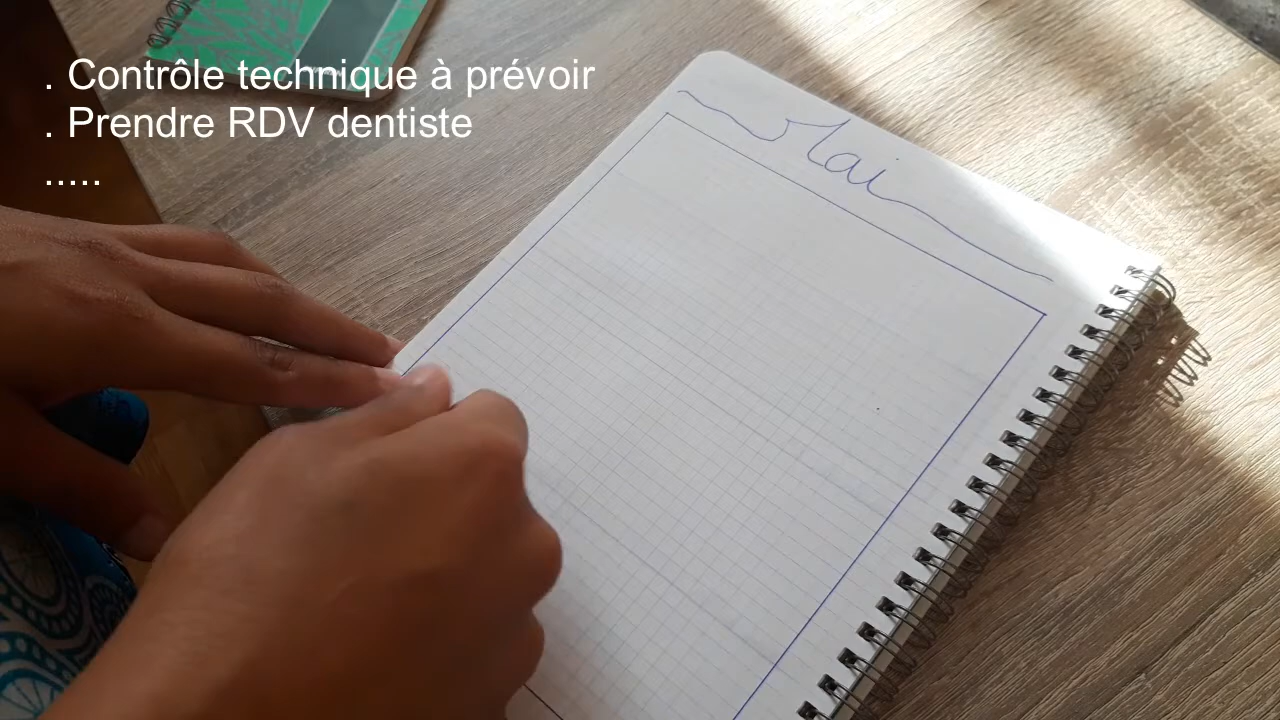 . Contrôle technique à prévoir
. Prendre RDV dentiste
.....
Mai